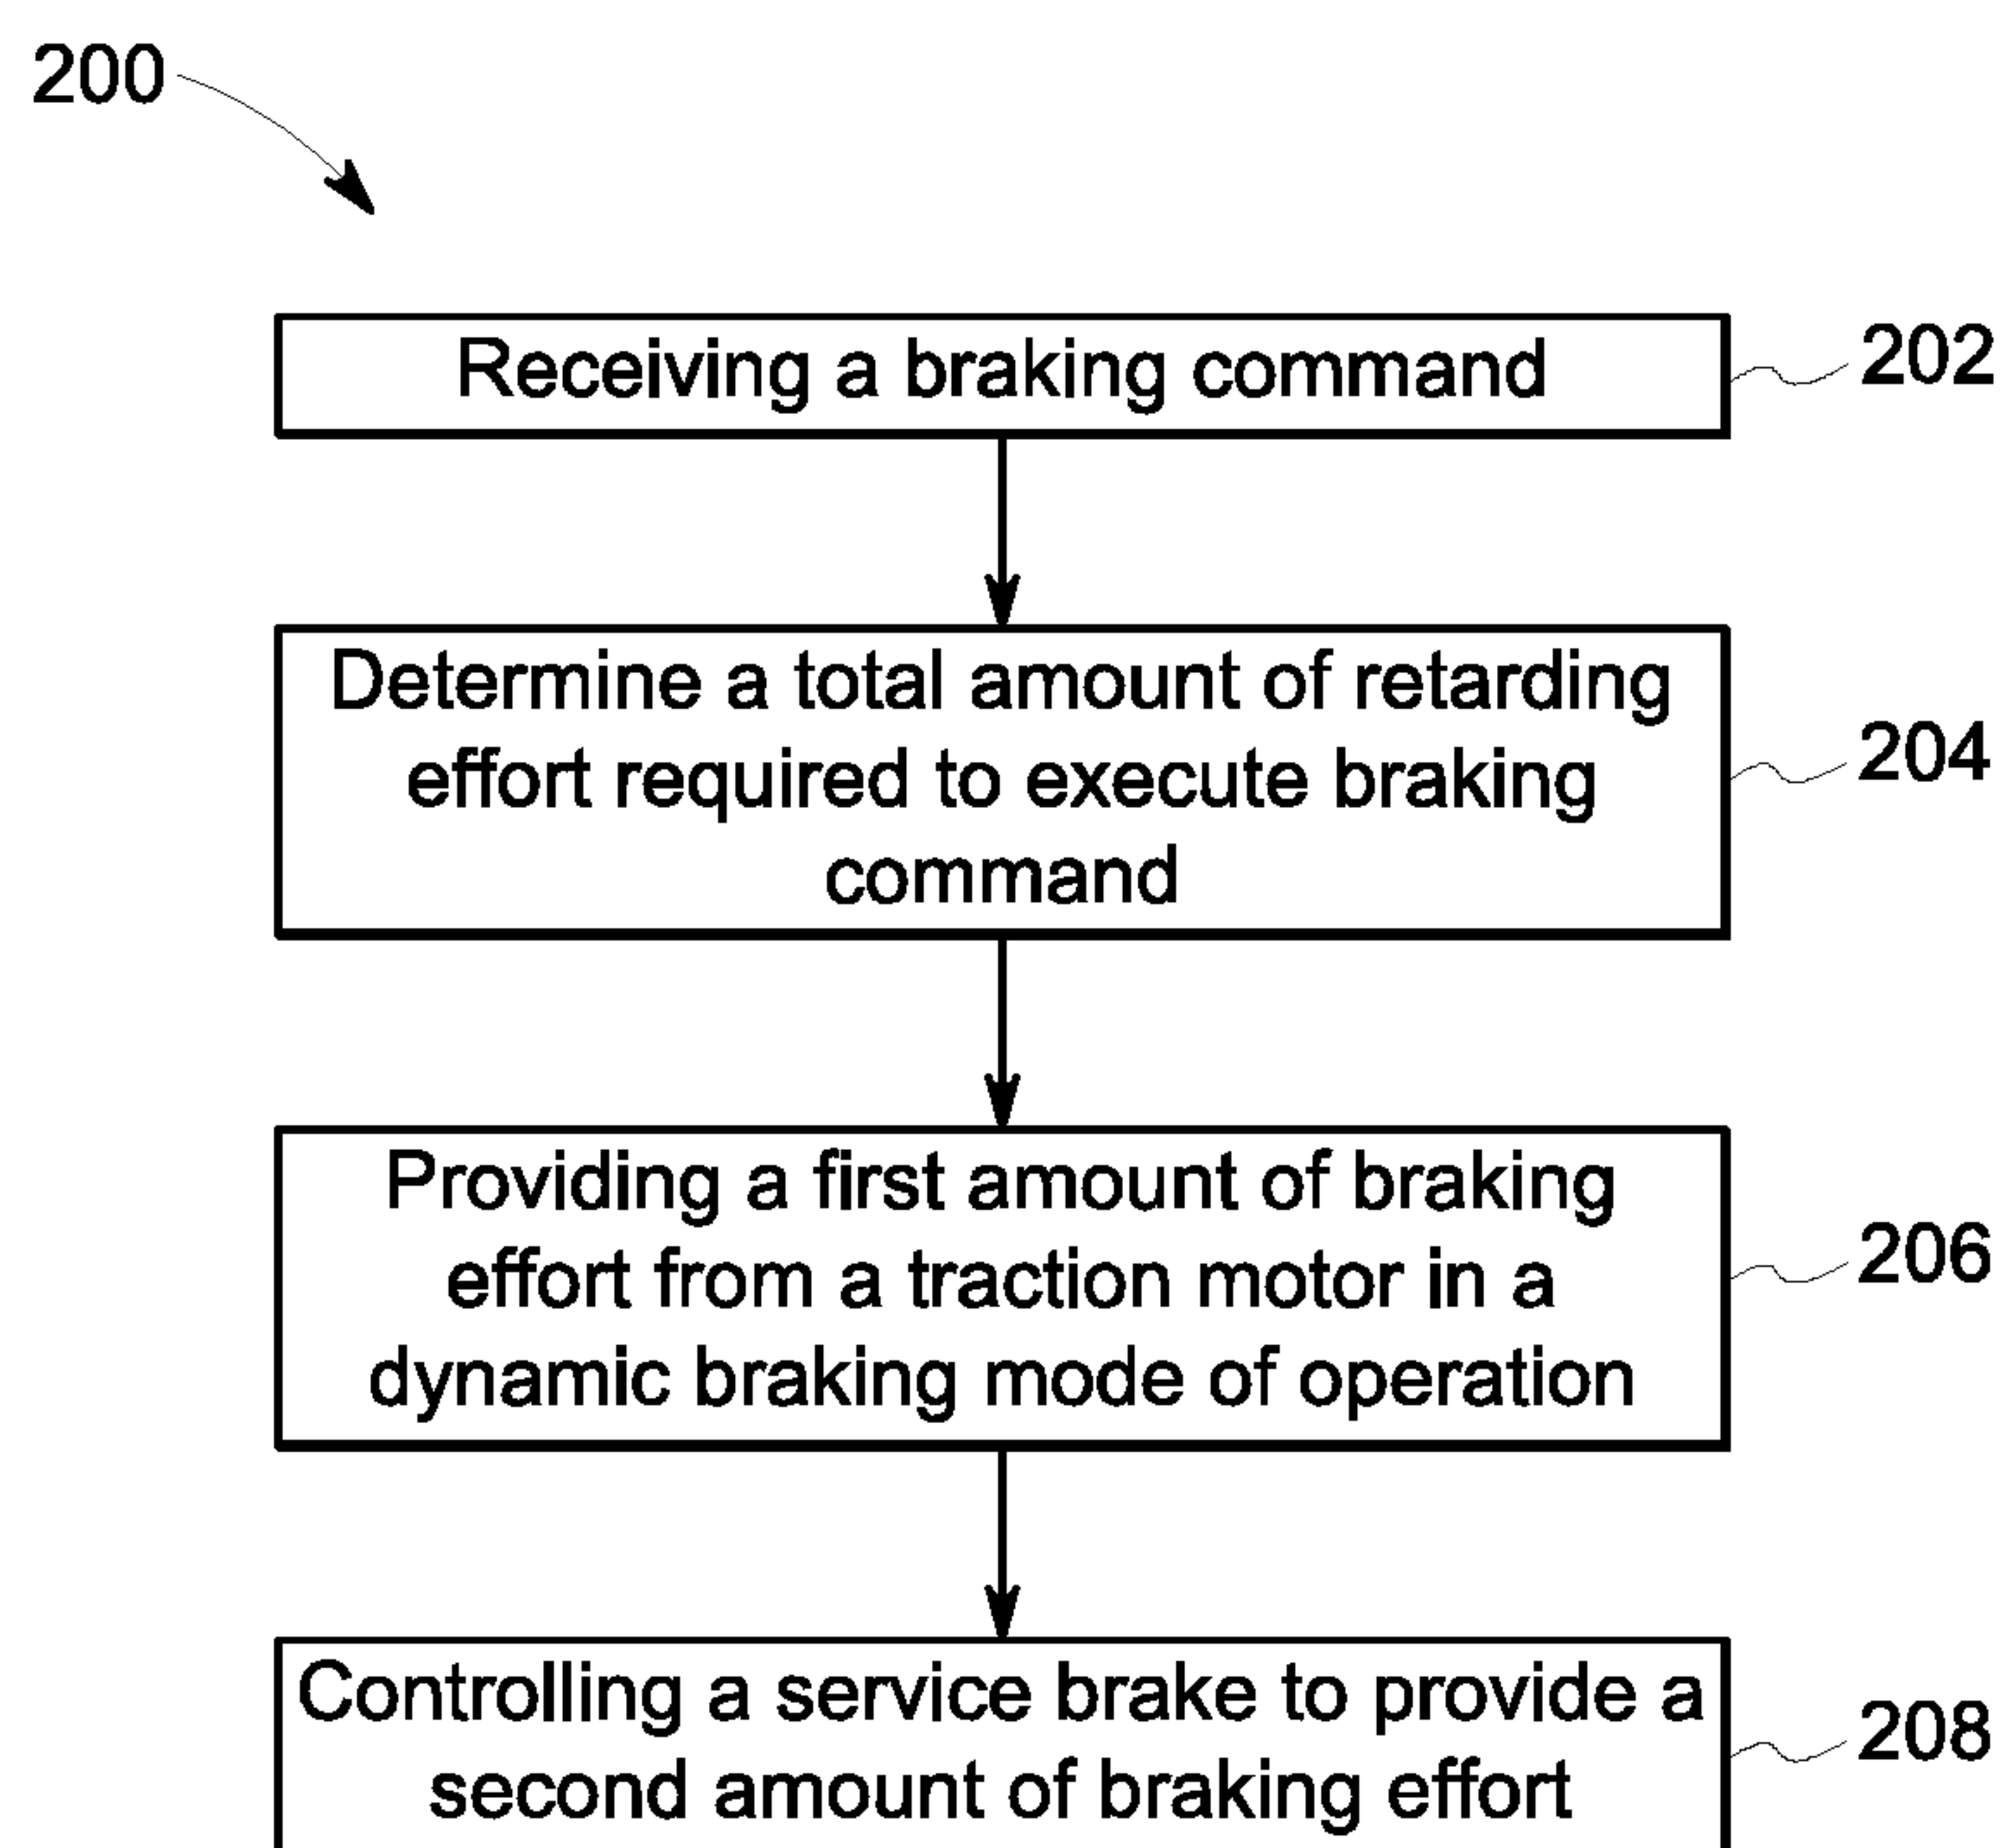 200
Receiving a braking command
202
Determine a total amount of retarding
effort required to execute braking
command
204
Providing a first amount of braking
effort from a traction motor in a
dynamic braking mode of operation
206
Controlling a service brake to provide a
second amount of braking effort
208